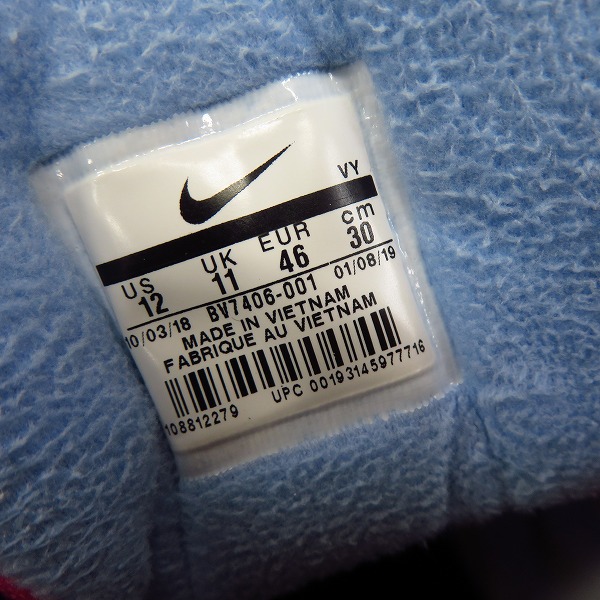 VY
US UK EUR cm
12 11 46 30
10/03/18 BV7406-001 01/08/19
MADE IN VIETNAM
FABRIQUE AU VIETNAM
108812279 UPC 00193145977716